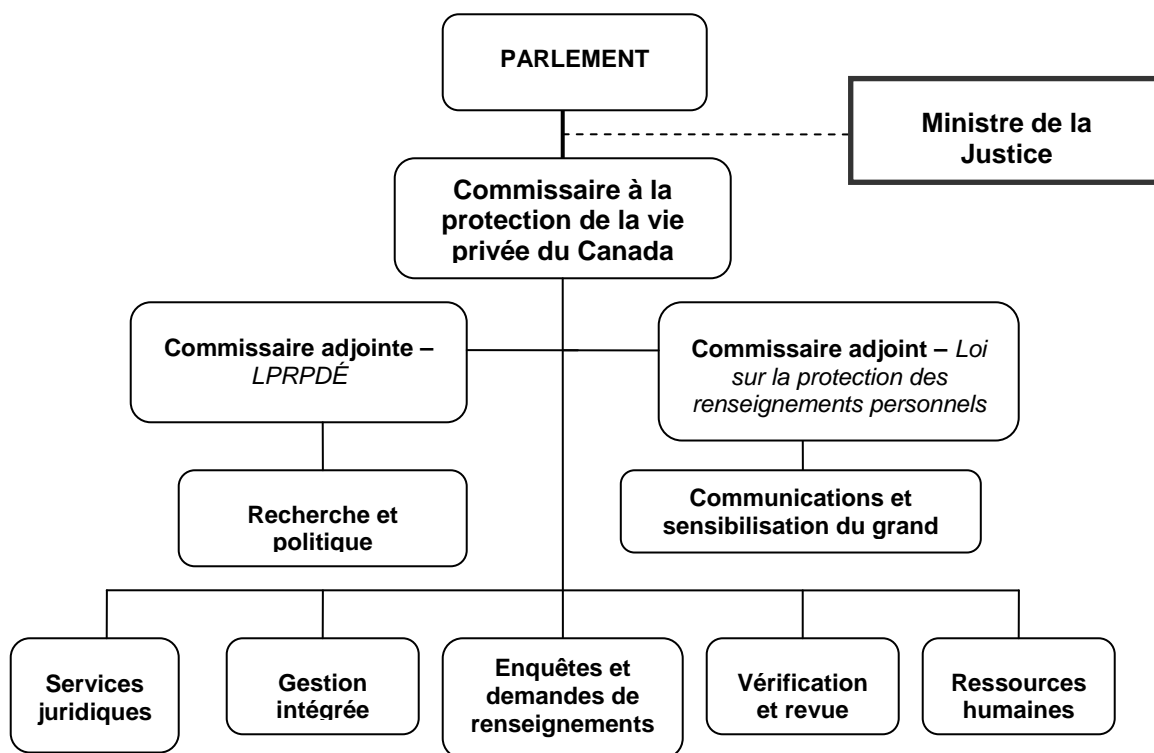 PARLEMENT
Ministre de la
Justice
Commissaire à la
protection de la vie
privée du Canada
Commissaire adjointe –
LPRPDÉ
Commissaire adjoint – Loi
sur la protection des
renseignements personnels
Recherche et
politique
Communications et
sensibilisation du grand
Services
juridiques
Gestion
intégrée
Enquêtes et
demandes de
renseignements
Vérification
et revue
Ressources
humaines